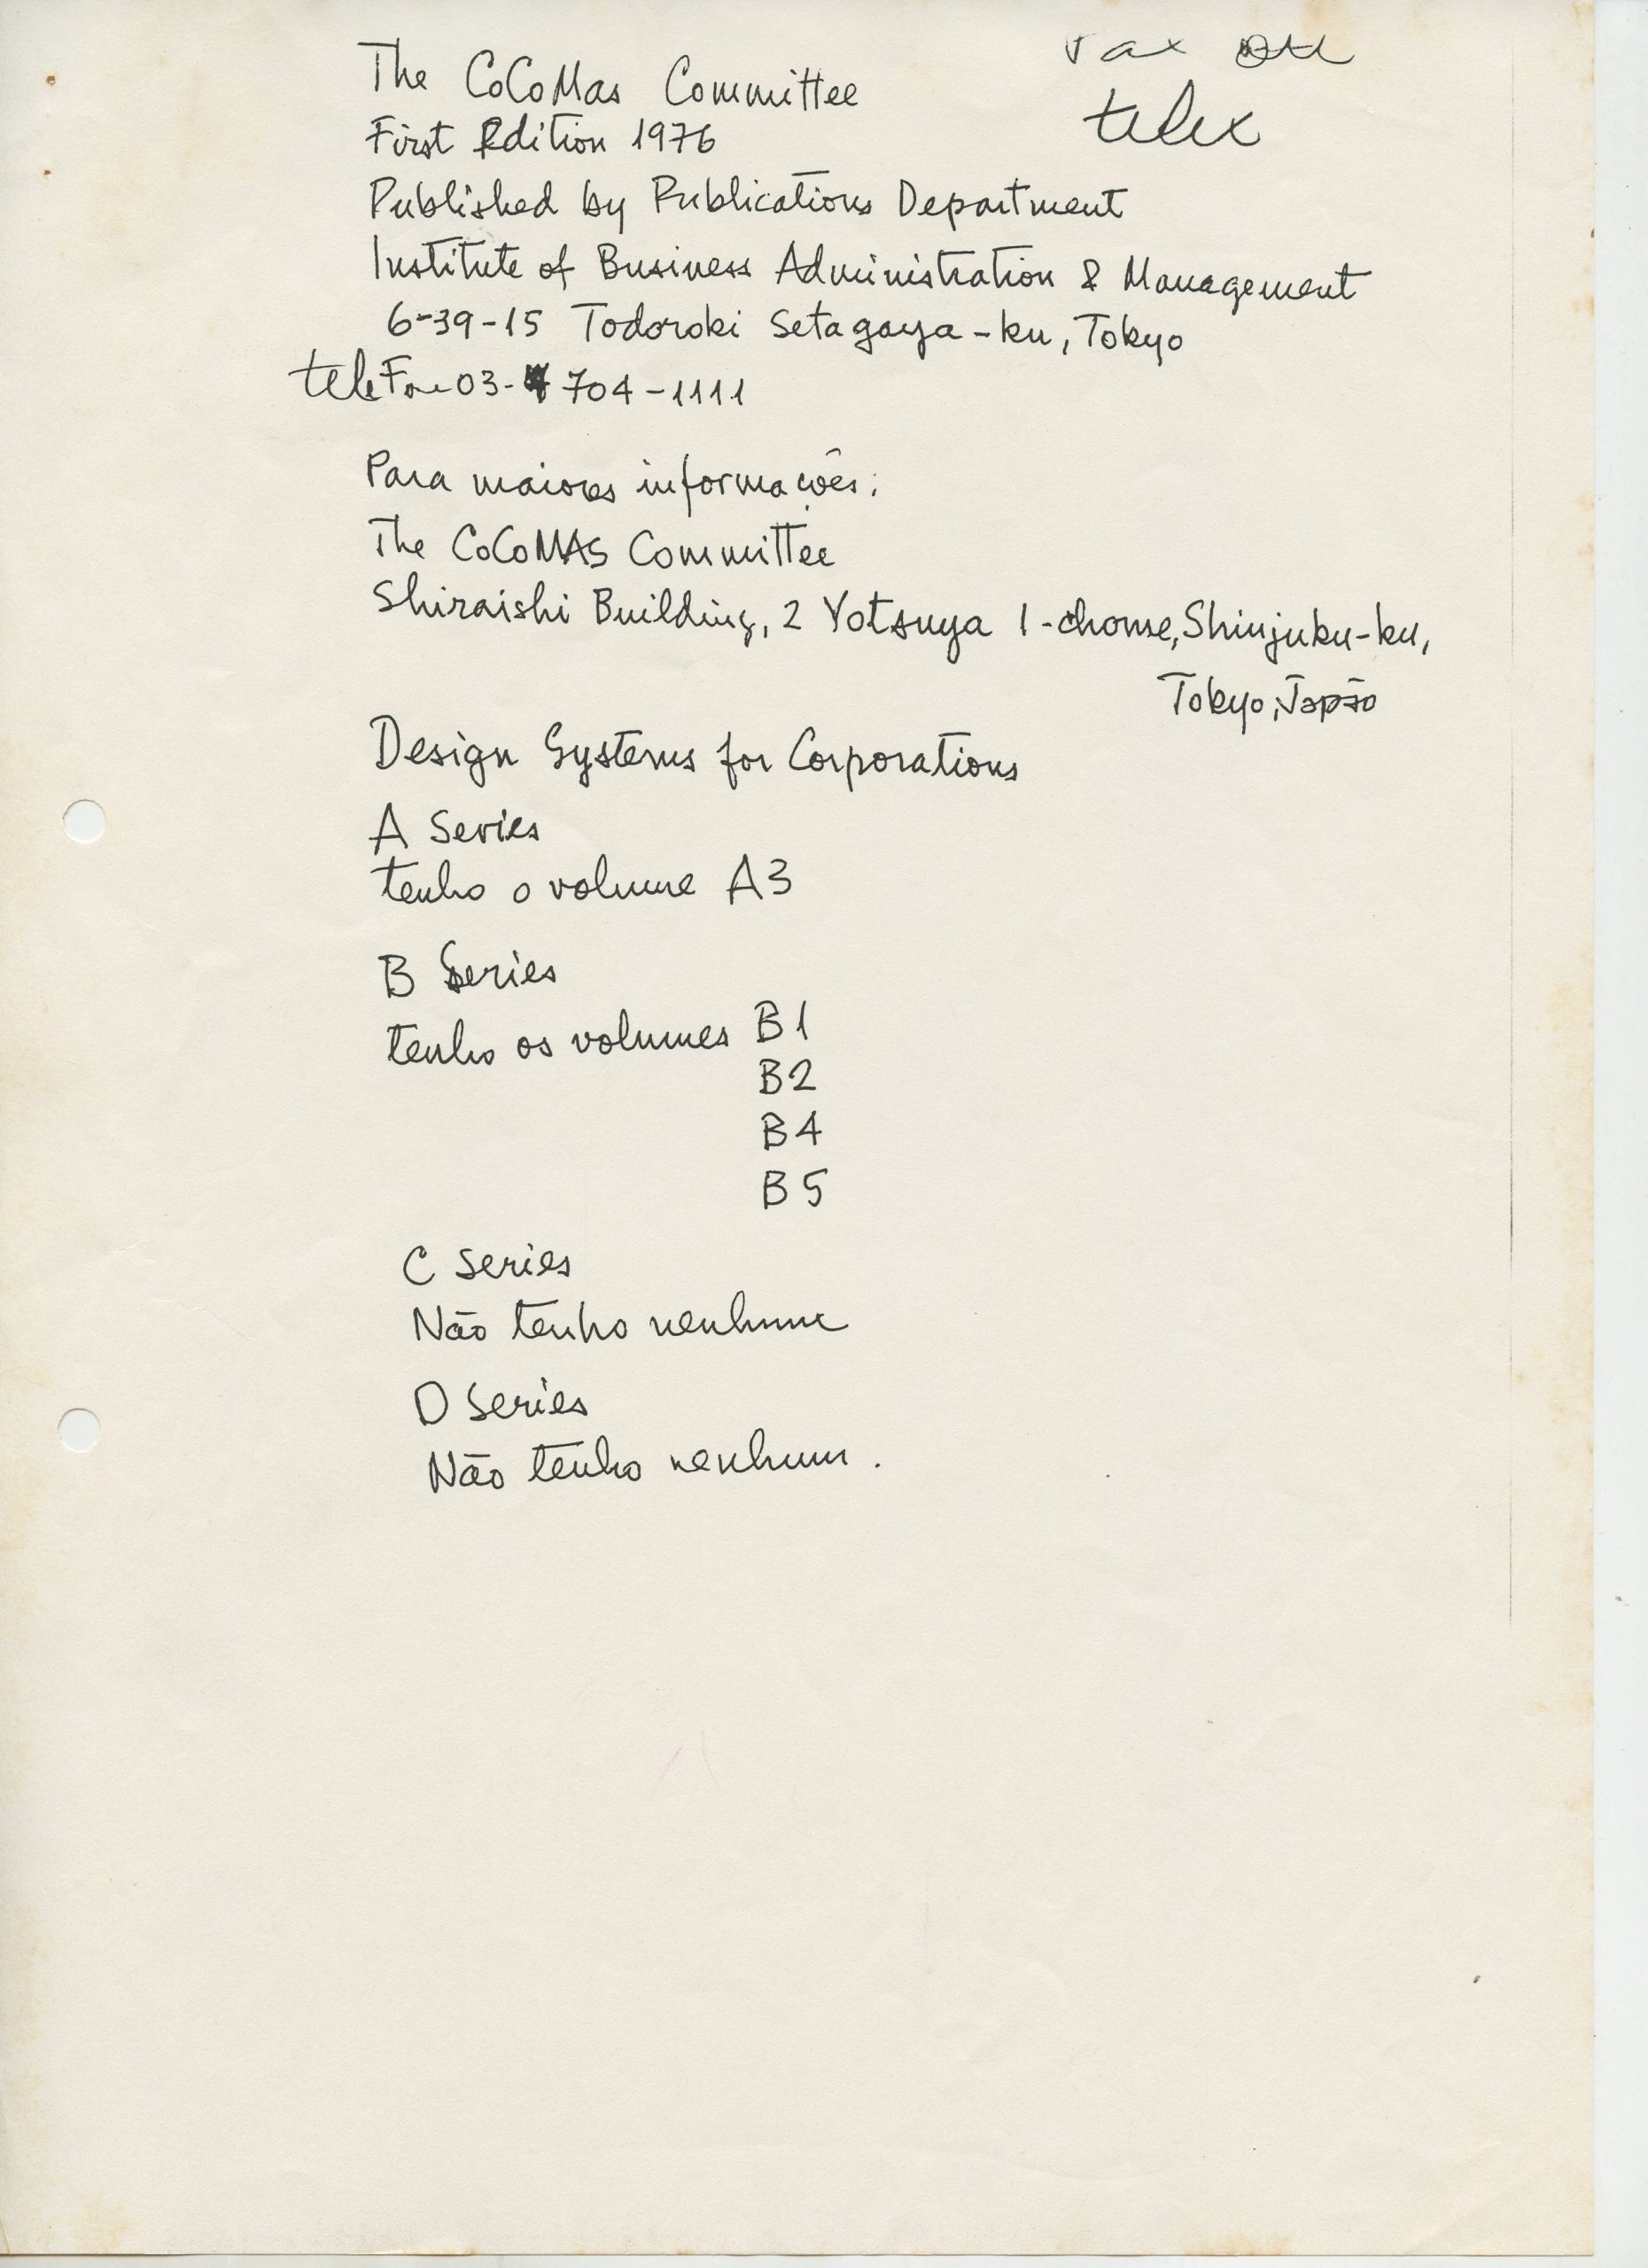 Fax ou
telex
The CoCoMas Committee
First Edition 1976
Published by Publications Department
Institute of Business Administration & Management
6-39-15 Todoroki Setagaya-ku, Tokyo
teleFone 03-704-1111
Para maiores informações:
The CoCoMAS Committee
Shiraishi Building, 2 Yotsuya 1-chome, Shinjuku-ku,
Tokyo, Japão
Design Systems for Corporations
A Series
tenho o volume A3
B Series
tenho os volumes B1
B2
B4
B5
C Series
Não tenho nenhum
D Series
Não tenho nenhum.